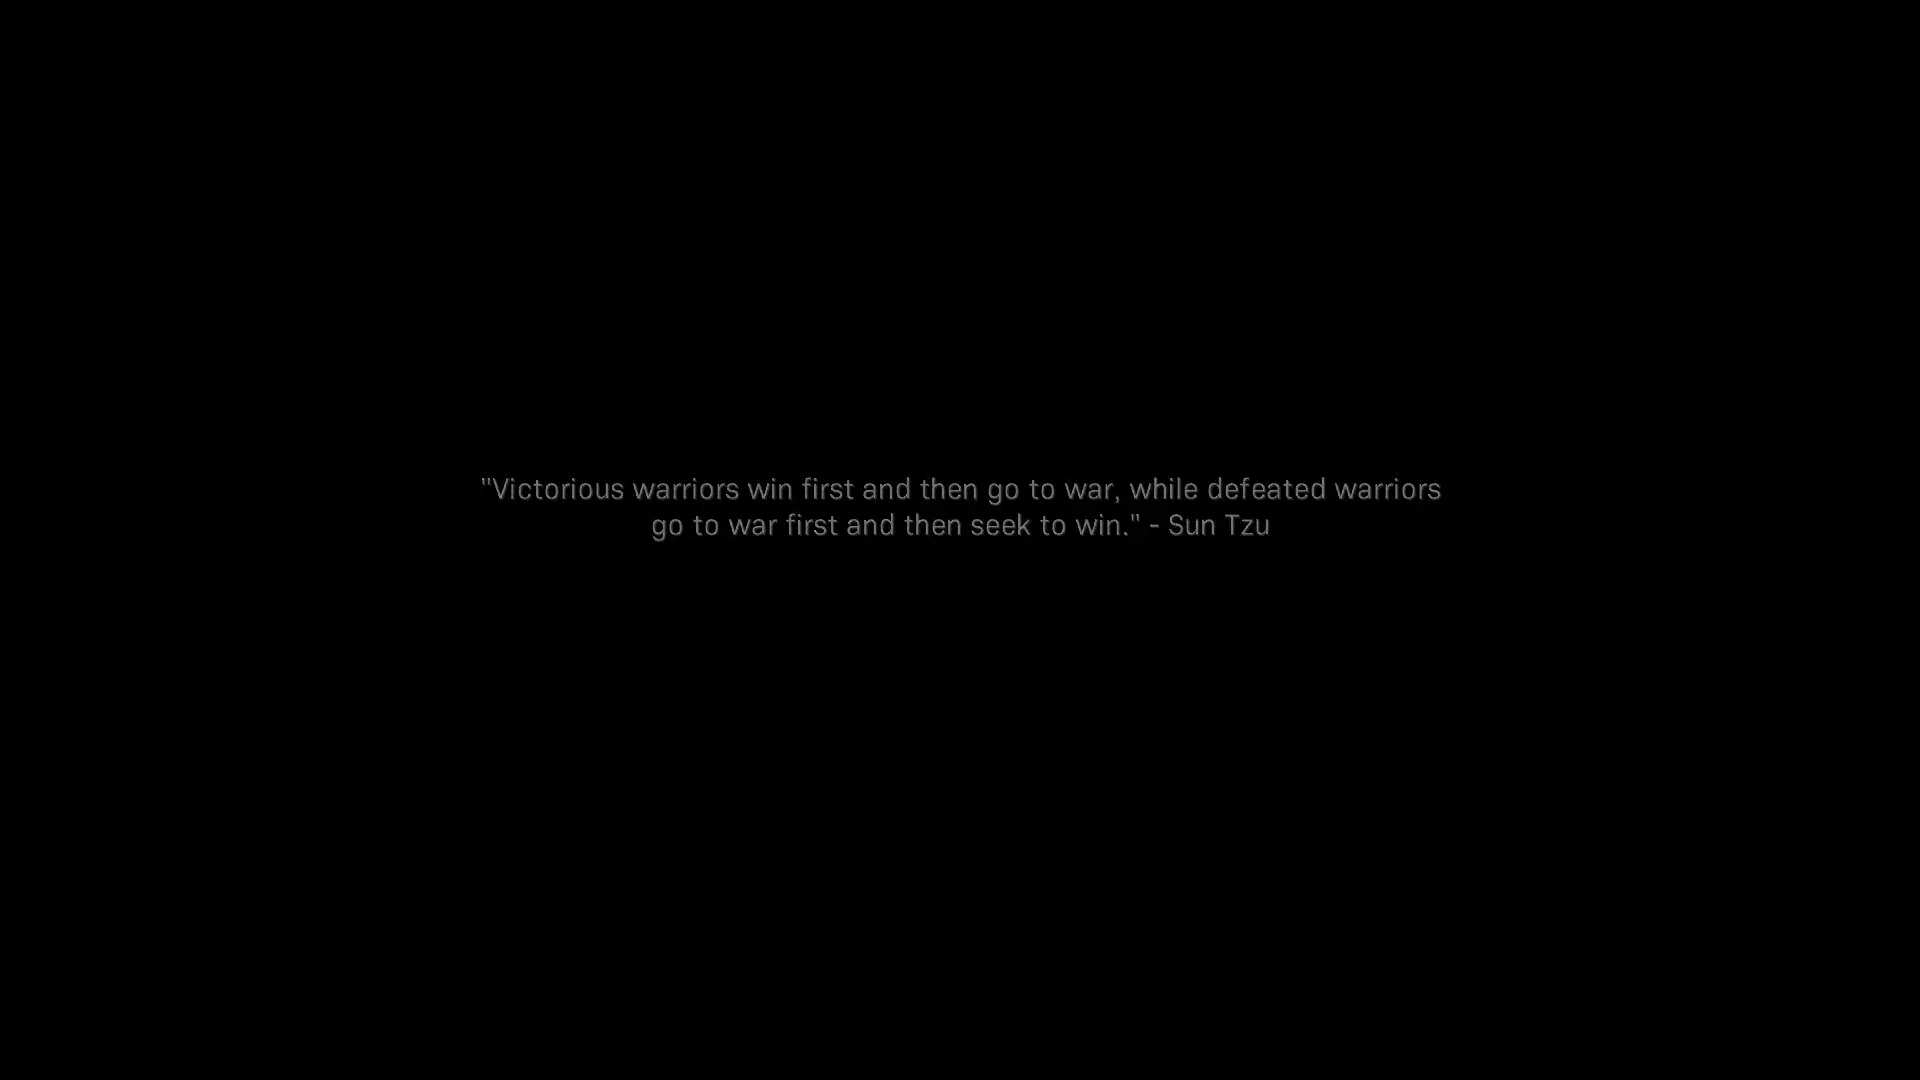 "Victorious warriors win first and then go to war, while defeated warriors
go to war first and then seek to win." - Sun Tzu